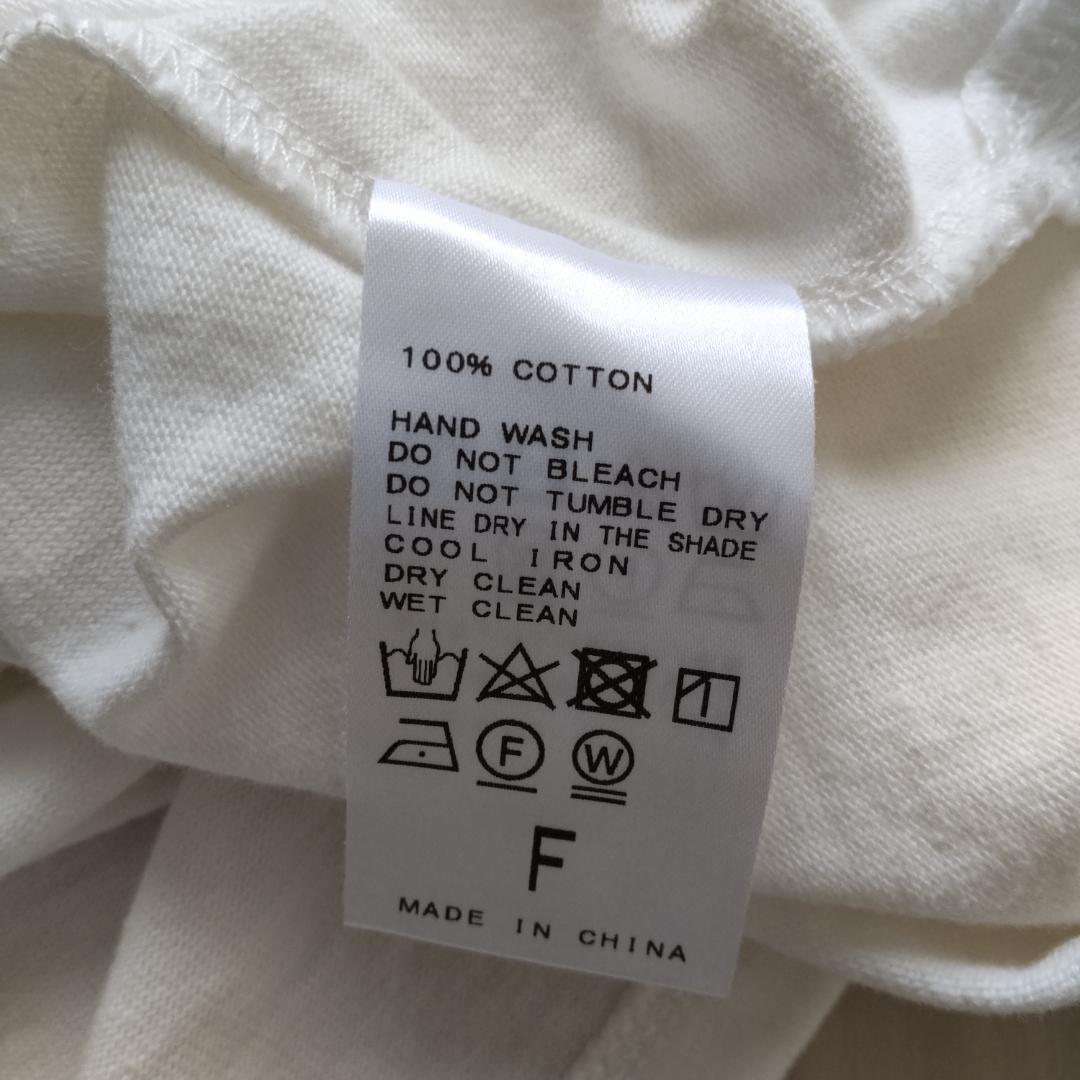 100% COTTON
HAND WASH
DO NOT BLEACH
DO NOT TUMBLE DRY
LINE DRY IN THE SHADE
COOL IRON
DRY CLEAN
WET CLEAN
F W
F
MADE IN CHINA